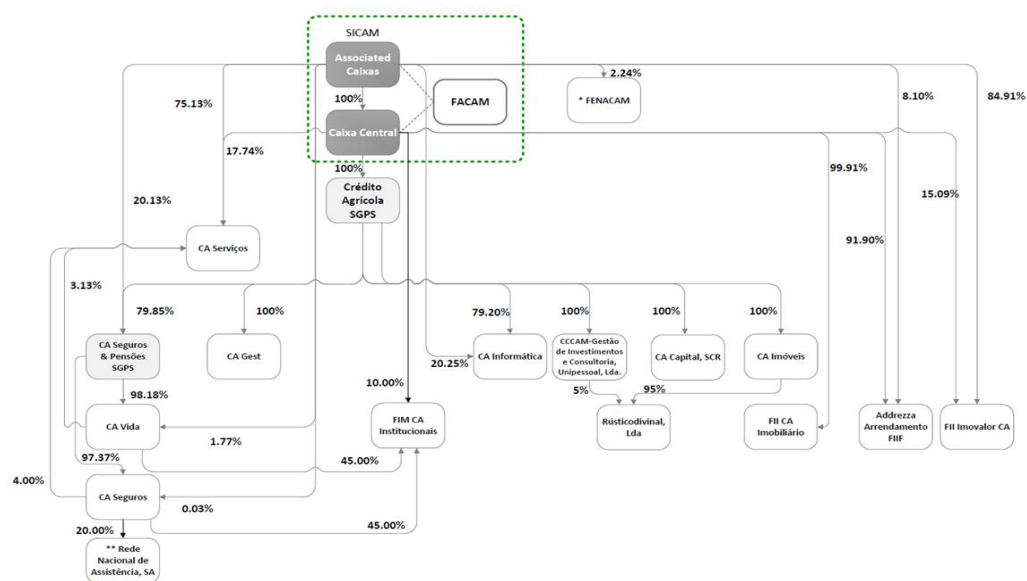 SICAM
Associated
Caixas
100%
FACAM
Caixa Central
100%
Crédito
Agrícola
SGPS
2.24%
* FENACAM
8.10%
84.91%
75.13%
17.74%
99.91%
15.09%
20.13%
91.90%
CA Serviços
3.13%
79.85%
100%
79.20%
100%
100%
100%
CA Seguros
& Pensões
SGPS
CA Gest
CA Informática
CCCAM-Gestão
de Investimentos
e Consultoria,
Unipessoal, Lda.
CA Capital, SCR
CA Imóveis
20.25%
10.00%
5%
95%
98.18%
CA Vida
1.77%
FIM CA
Institucionais
Rústicodivinal,
Lda
FII CA
Imobiliário
Addrezza
Arrendamento
FIIF
FII Imovalor CA
97.37%
45.00%
4.00%
CA Seguros
0.03%
20.00%
45.00%
** Rede
Nacional de
Assistência, SA